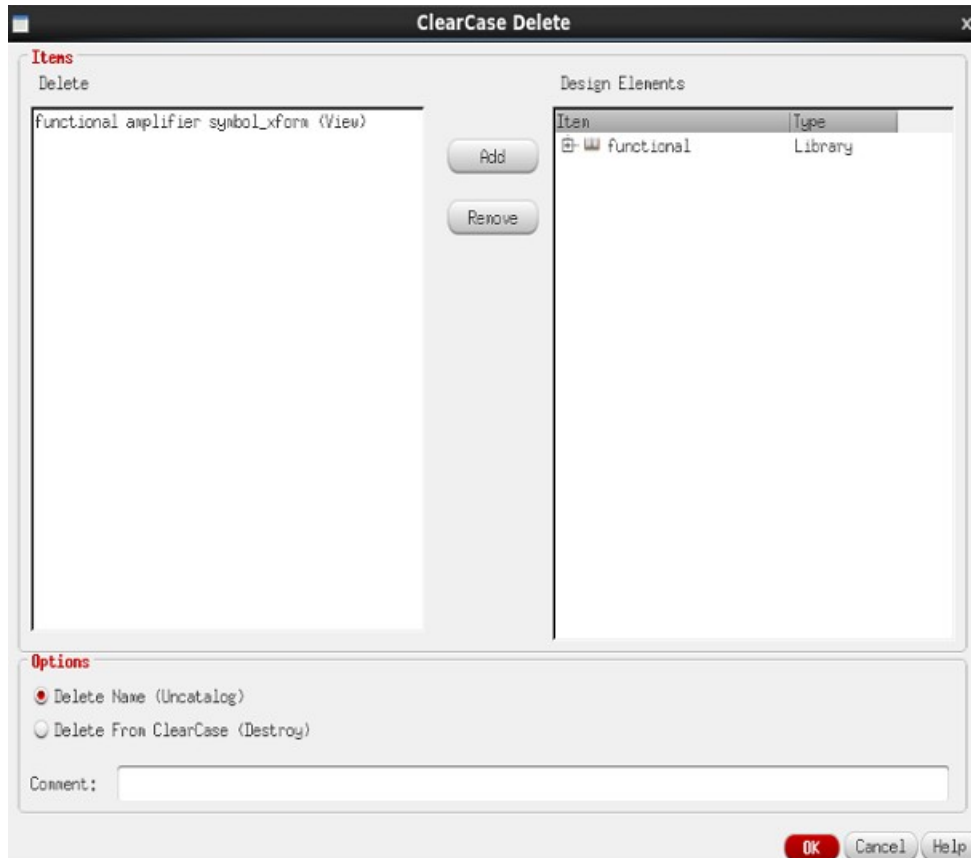 ClearCase Delete
x
Items
Delete
functional amplifier symbol_xform (View)
Add
Remove
Design Elements
Item Type
functional Library
Options
Delete Name (Uncatalog)
Delete From ClearCase (Destroy)
Comment:
OK Cancel Help